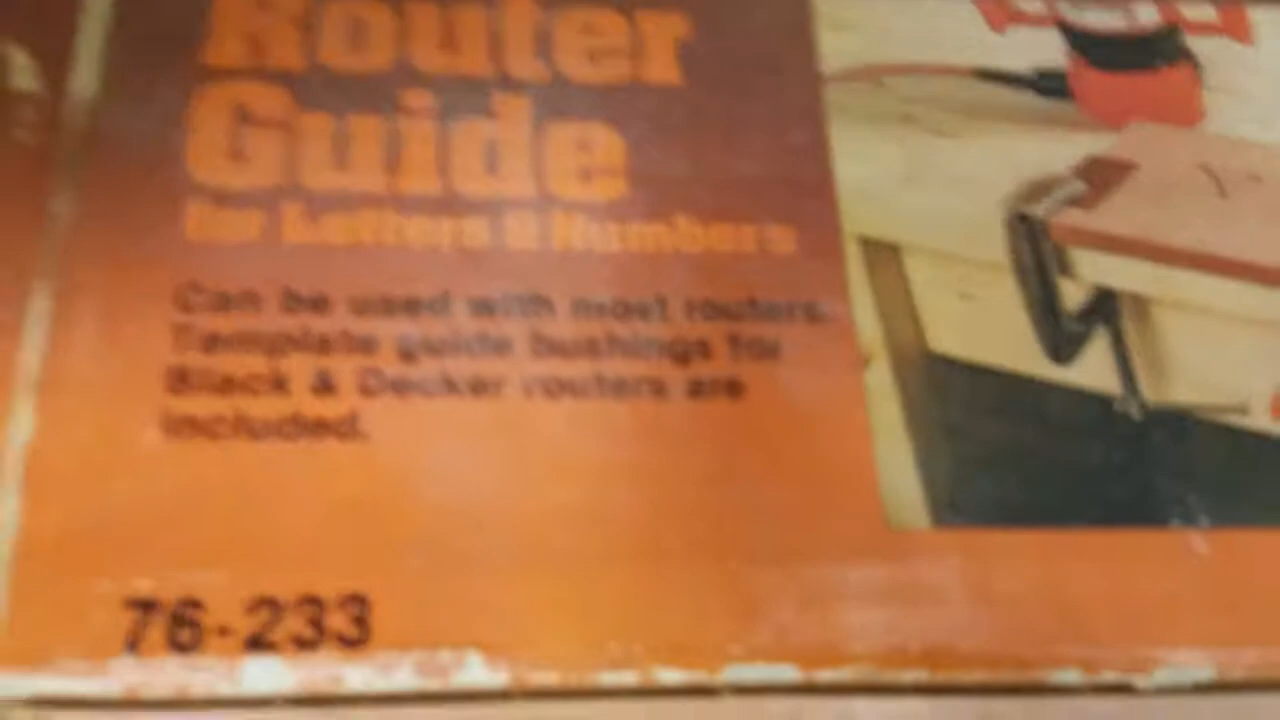 Router
Guide
for Letters & Numbers
Can be used with most routers.
Template guide bushings for
Black & Decker routers are
included.
76-233